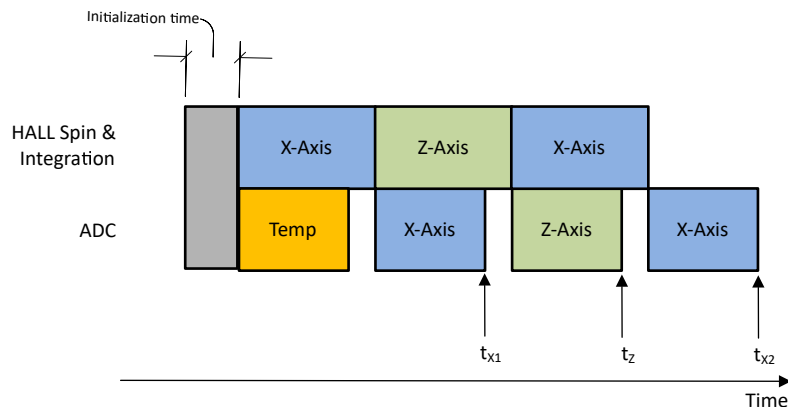 Initialization time
HALL Spin &
Integration
X-Axis
Z-Axis
X-Axis
ADC
Temp
X-Axis
Z-Axis
X-Axis
tX1
tZ
tX2
Time